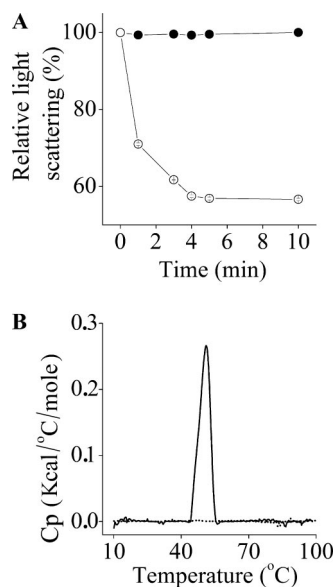 A
Relative light
scattering (%)
100
80
60
0 2 4 6 8 10
Time (min)
B
Cp (Kcal/°C/mole)
0.3
0.2
0.1
0.0
10 40 70 100
Temperature (°C)